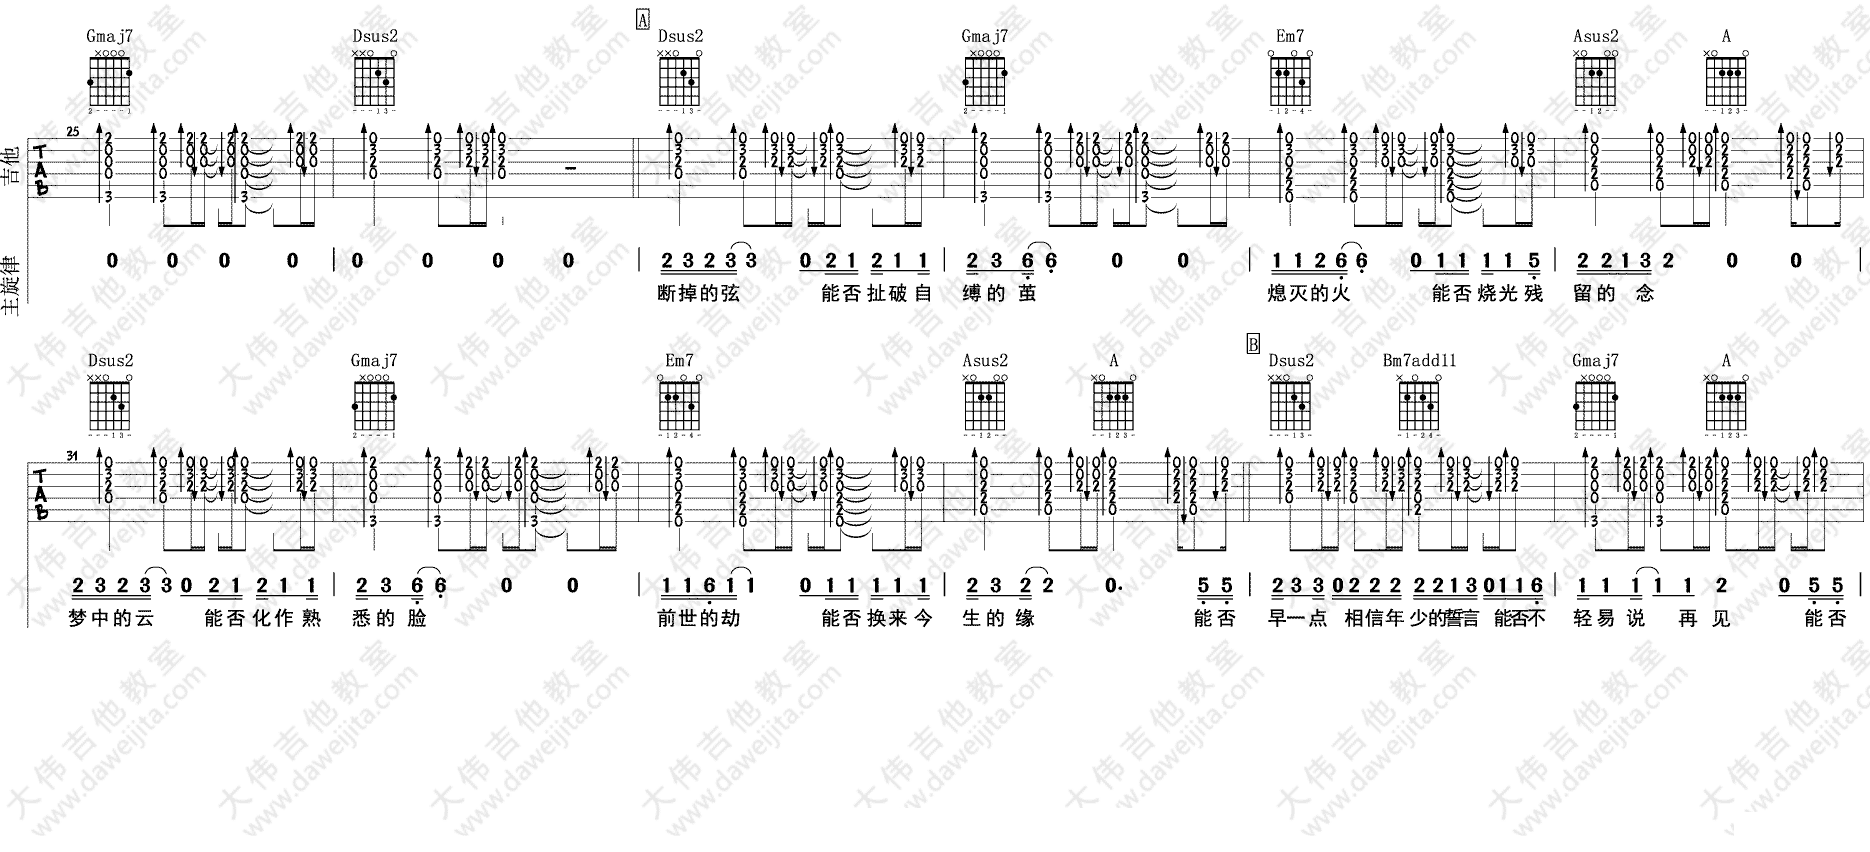 A
Gmaj7 Dsus2 Dsus2 Gmaj7 Em7 Asus2 A
25
吉他 TAB
主旋律 0 0 0 0 | 0 0 0 0 | 2 3 2 3 3 0 2 1 2 1 1 | 2 3 6 6 0 0 | 1 1 2 6 6 0 1 1 1 1 5 | 2 2 1 3 2 0 0
断掉的弦 能否扯破自 缚的 茧 熄灭的火 能否烧光残 留的 念
B
Dsus2 Gmaj7 Em7 Asus2 A Dsus2 Bm7add11 Gmaj7 A
31
TAB
2 3 2 3 3 0 2 1 2 1 1 | 2 3 6 6 0 0 | 1 1 6 1 1 0 1 1 1 1 1 | 2 3 2 2 0. 5 5 | 2 3 3 0 2 2 2 2 2 1 3 0 1 1 6 | 1 1 1 1 1 2 0 5 5
梦中的云 能否化作熟 悉的 脸 前世的劫 能否换来今 生的 缘 能否 早一点 相信年少的誓言 能否不 轻易 说 再 见 能否
大伟吉他教室
www.daweijita.com